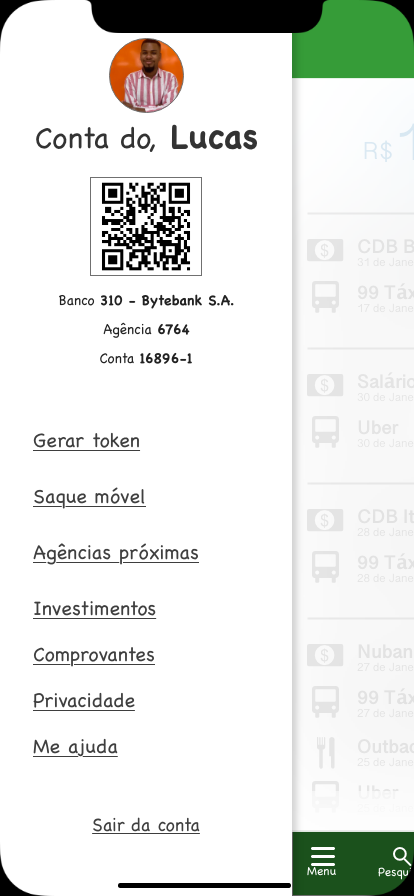 Conta do, Lucas
Banco 310 - Bytebank S.A.
Agência 6764
Conta 16896-1
Gerar token
Saque móvel
Agências próximas
Investimentos
Comprovantes
Privacidade
Me ajuda
Sair da conta
R$ 1
CDB B
31 de Jane
99 Táx
17 de Jane
Salário
30 de Jane
Uber
30 de Jane
CDB It
28 de Jane
99 Táx
28 de Jane
Nuban
27 de Jane
99 Táx
27 de Jane
Outbac
25 de Jane
Uber
Menu
Pesqui